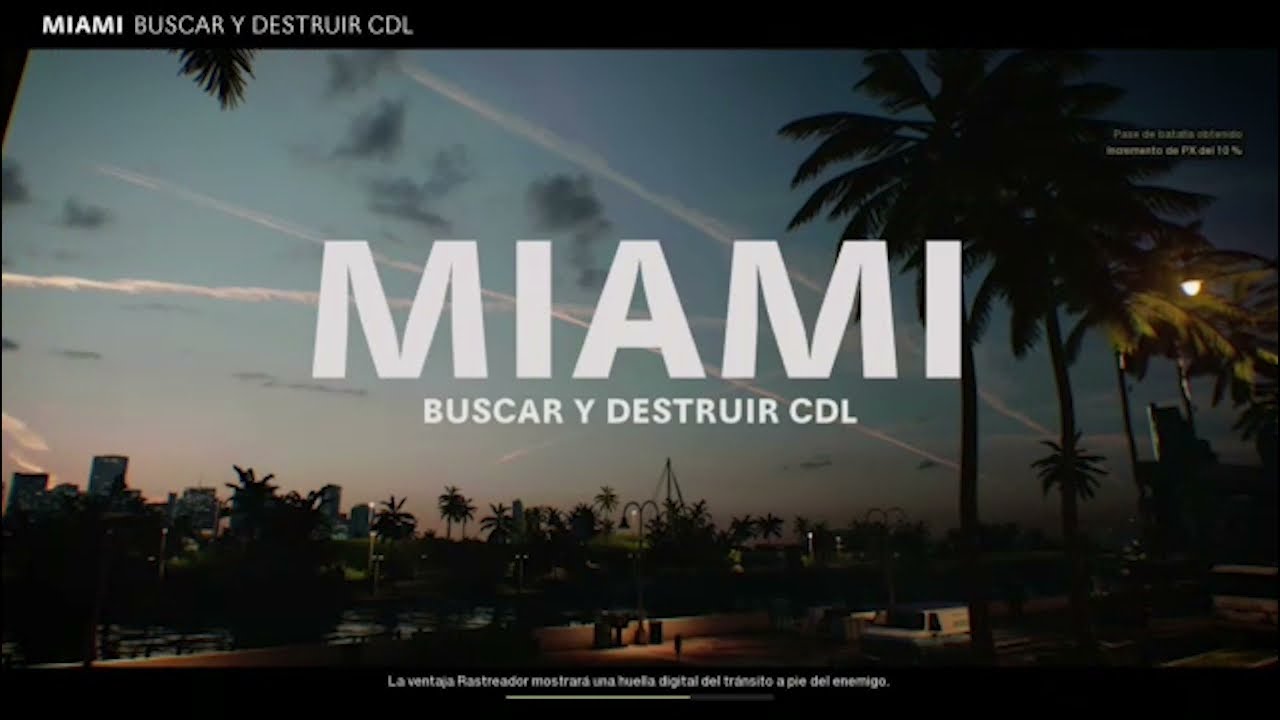 MIAMI BUSCAR Y DESTRUIR CDL
Pase de batalla obtenido
Incremento de PX del 10 %
MIAMI
BUSCAR Y DESTRUIR CDL
La ventaja Rastreador mostrará una huella digital del tránsito a pie del enemigo.